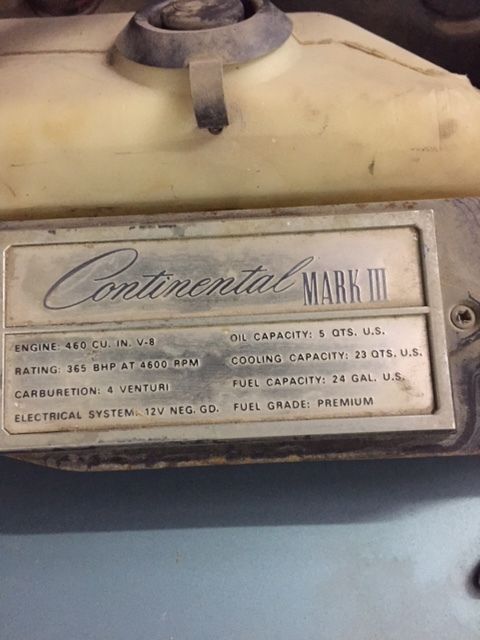 Continental MARK III
ENGINE: 460 CU. IN. V-8
RATING: 365 BHP AT 4600 RPM
CARBURETION: 4 VENTURI
ELECTRICAL SYSTEM: 12V NEG. GD.
OIL CAPACITY: 5 QTS. U.S.
COOLING CAPACITY: 23 QTS. U.S.
FUEL CAPACITY: 24 GAL. U.S.
FUEL GRADE: PREMIUM